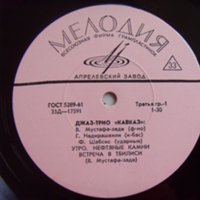 МЕЛОДИЯ
ВСЕСОЮЗНАЯ ФИРМА ГРАМПЛАСТИНОК
33
АПРЕЛЕВСКИЙ ЗАВОД
ГОСТ 5289-61
33Д—17591
Третья гр.-1
1-30
ДЖАЗ-ТРИО «КАВКАЗ»:
В. Мустафа-заде (ф-но)
Г. Надирашвили (к-бас)
Ф. Шабсис (ударные)
УТРО. НЕФТЯНЫЕ КАМНИ
ВСТРЕЧА В ТБИЛИСИ
(В. Мустафа-заде)